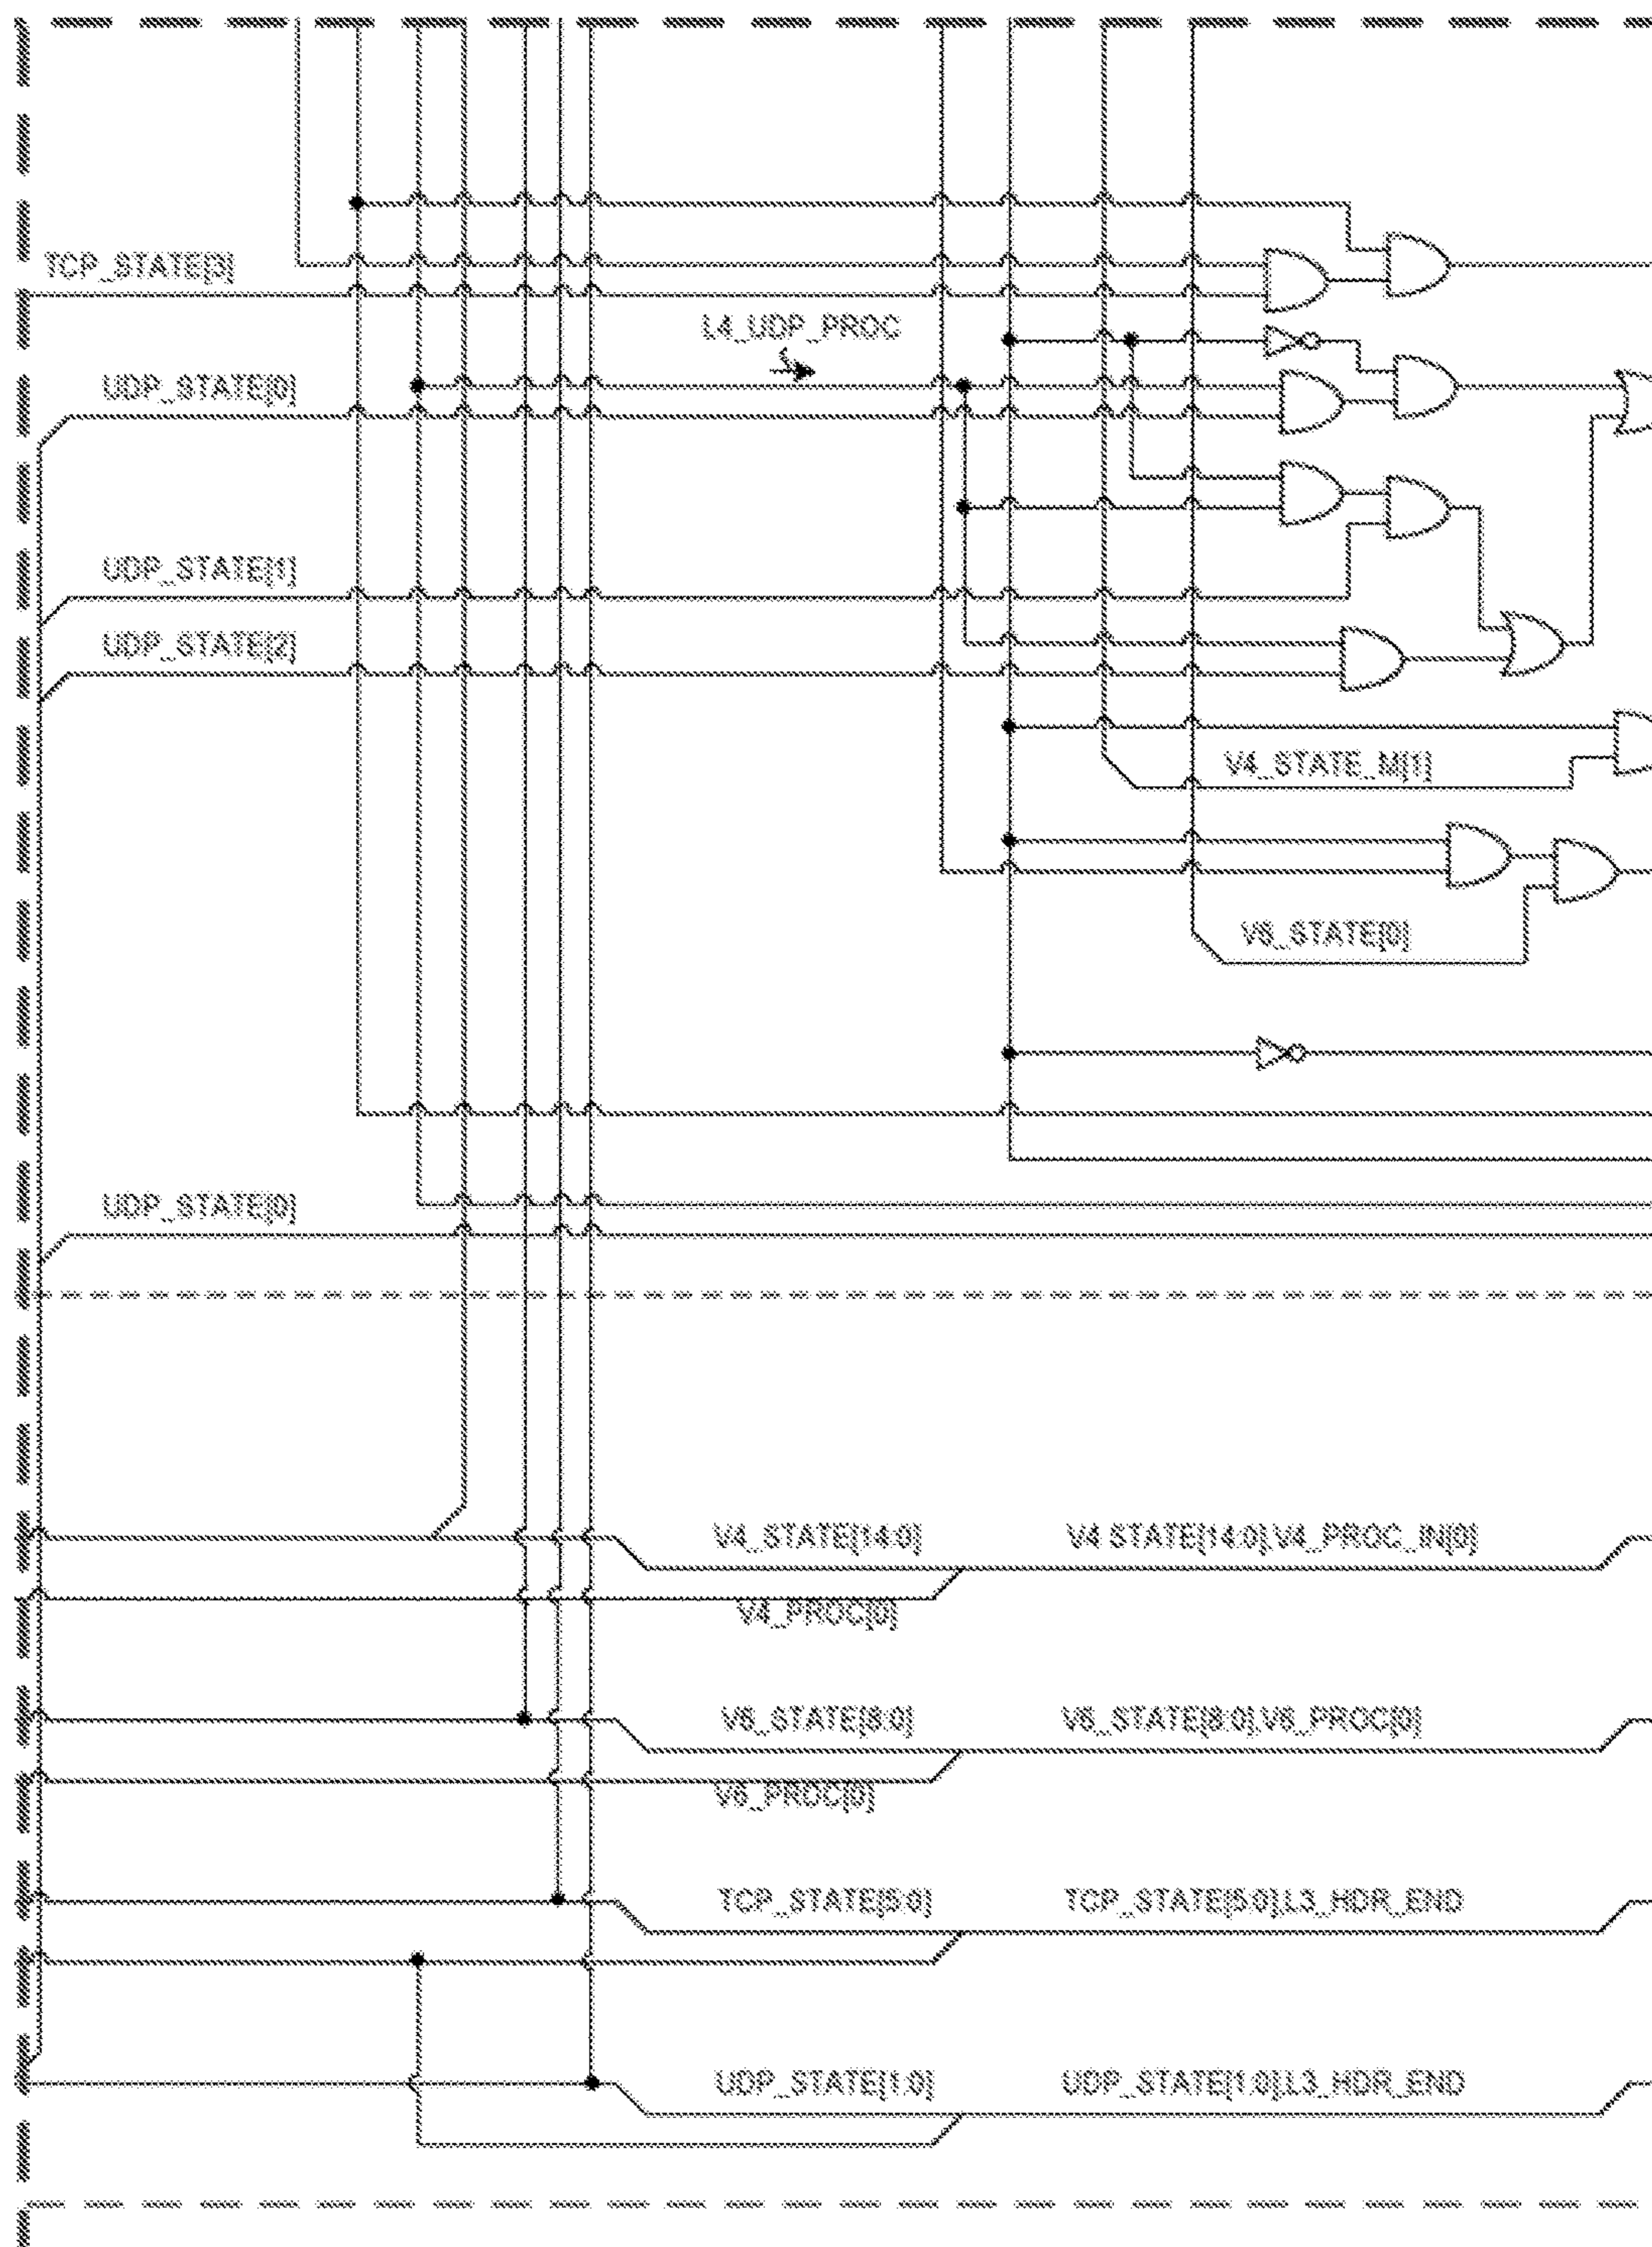 TCP_STATE[3]
L4_UDP_PROC
UDP_STATE[0]
UDP_STATE[1]
UDP_STATE[2]
V4_STATE_M[1]
V6_STATE[0]
UDP_STATE[0]
V4_STATE[14:0] V4 STATE[14:0],V4_PROC_IN[0]
V4_PROC[0]
V6_STATE[8:0] V6_STATE[8:0],V6_PROC[0]
V6_PROC[0]
TCP_STATE[5:0] TCP_STATE[5:0],L3_HDR_END
UDP_STATE[1:0] UDP_STATE[1:0],L3_HDR_END